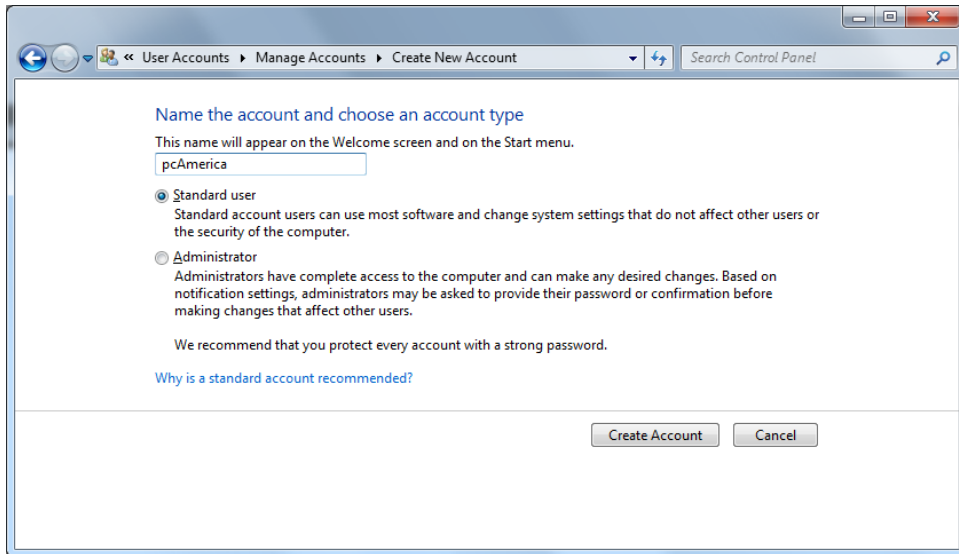 « User Accounts ▸ Manage Accounts ▸ Create New Account
Search Control Panel
Name the account and choose an account type
This name will appear on the Welcome screen and on the Start menu.
pcAmerica
Standard user
Standard account users can use most software and change system settings that do not affect other users or
the security of the computer.
Administrator
Administrators have complete access to the computer and can make any desired changes. Based on
notification settings, administrators may be asked to provide their password or confirmation before
making changes that affect other users.
We recommend that you protect every account with a strong password.
Why is a standard account recommended?
Create Account
Cancel